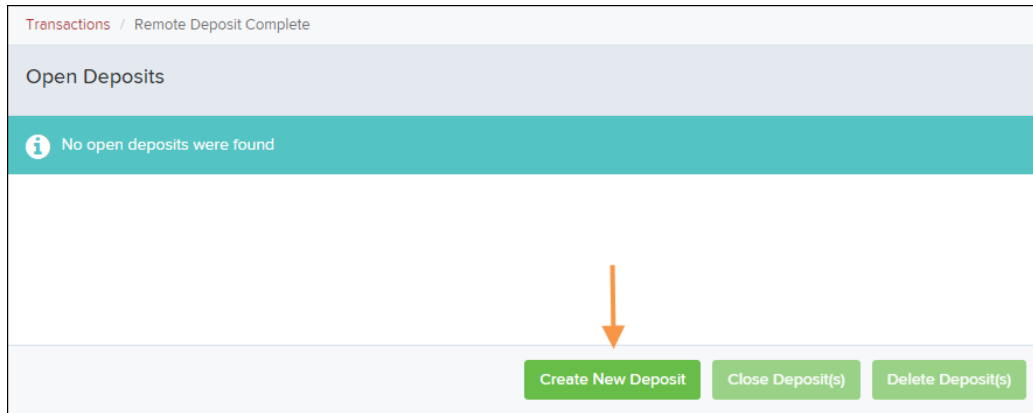 Transactions / Remote Deposit Complete
Open Deposits
No open deposits were found
Create New Deposit Close Deposit(s) Delete Deposit(s)